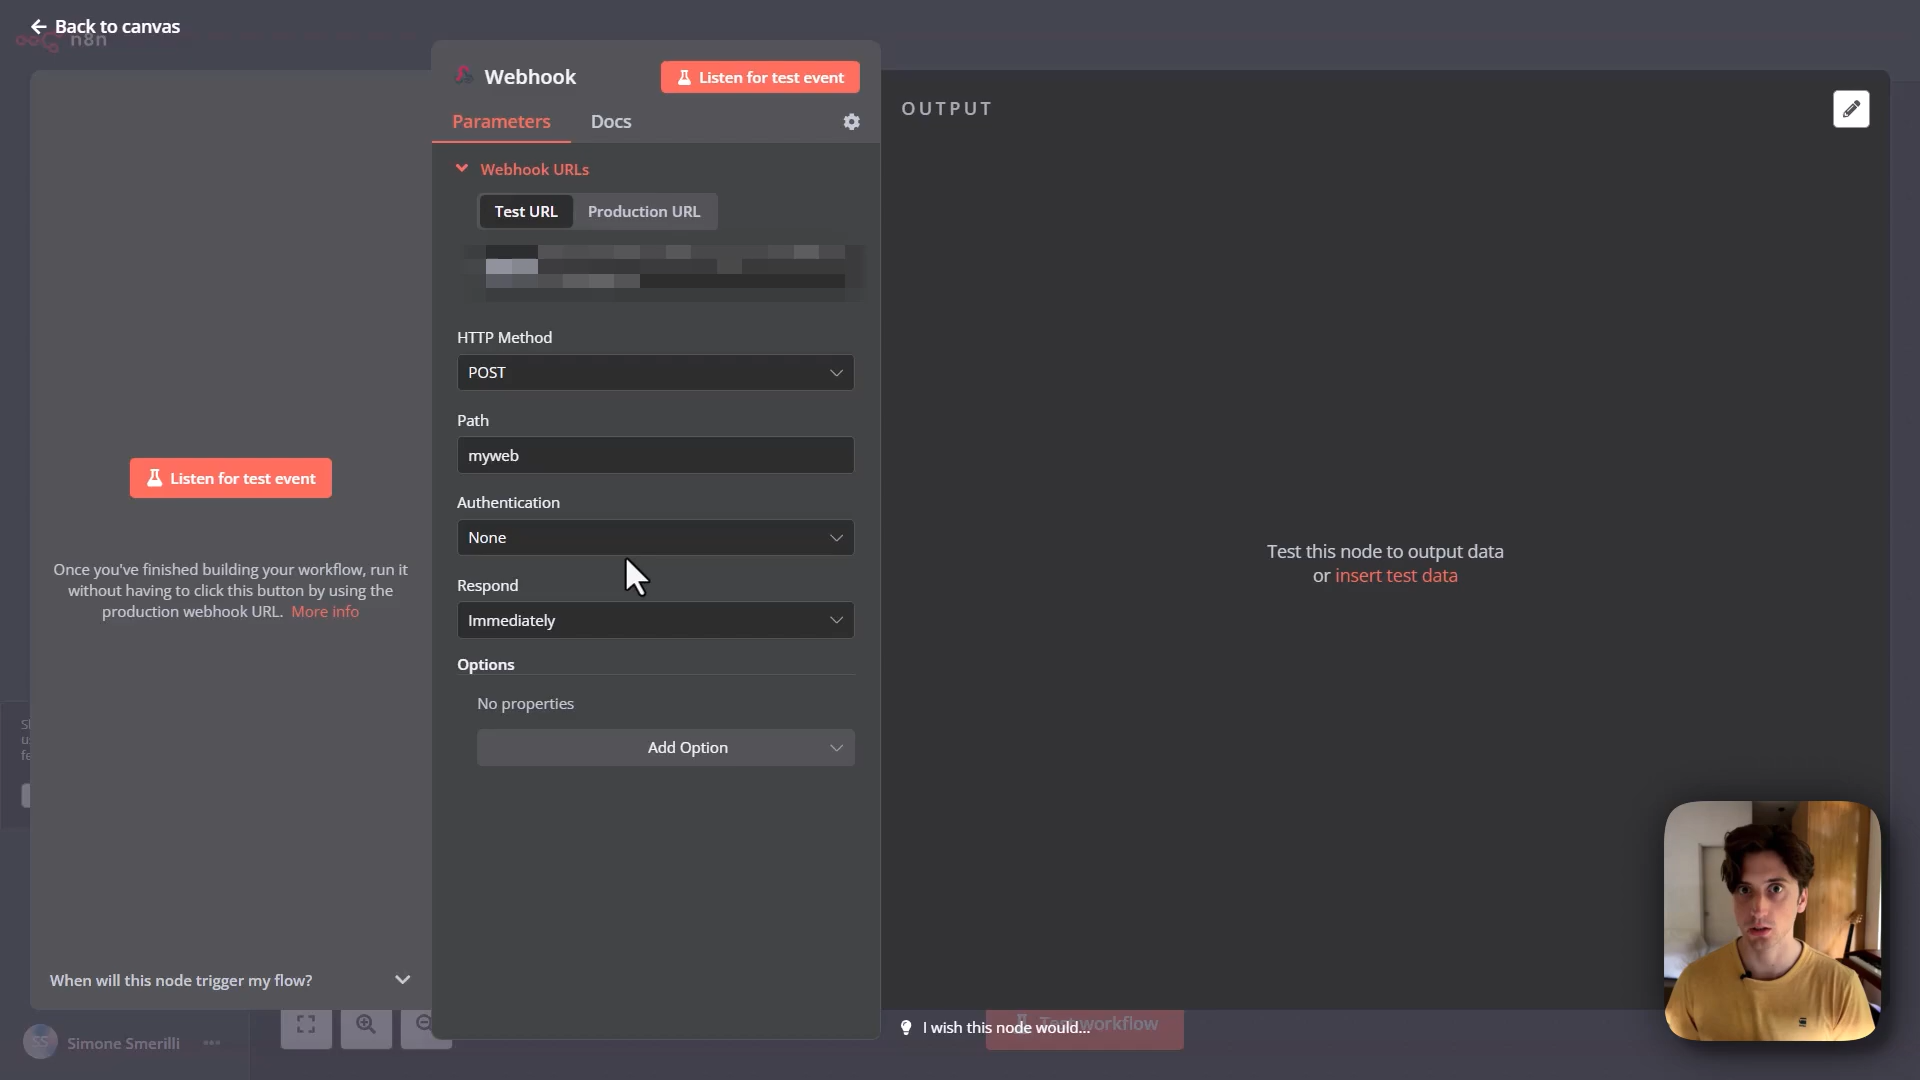 Back to canvas
n8n
Webhook
Listen for test event
Parameters
Docs
OUTPUT
Webhook URLs
Test URL
Production URL
HTTP Method
POST
Path
myweb
Authentication
None
Respond
Immediately
Options
No properties
Add Option
Listen for test event
Once you've finished building your workflow, run it
without having to click this button by using the
production webhook URL. More info
When will this node trigger my flow?
Test this node to output data
or insert test data
I wish this node would...
Test workflow
SS
Simone Smerilli